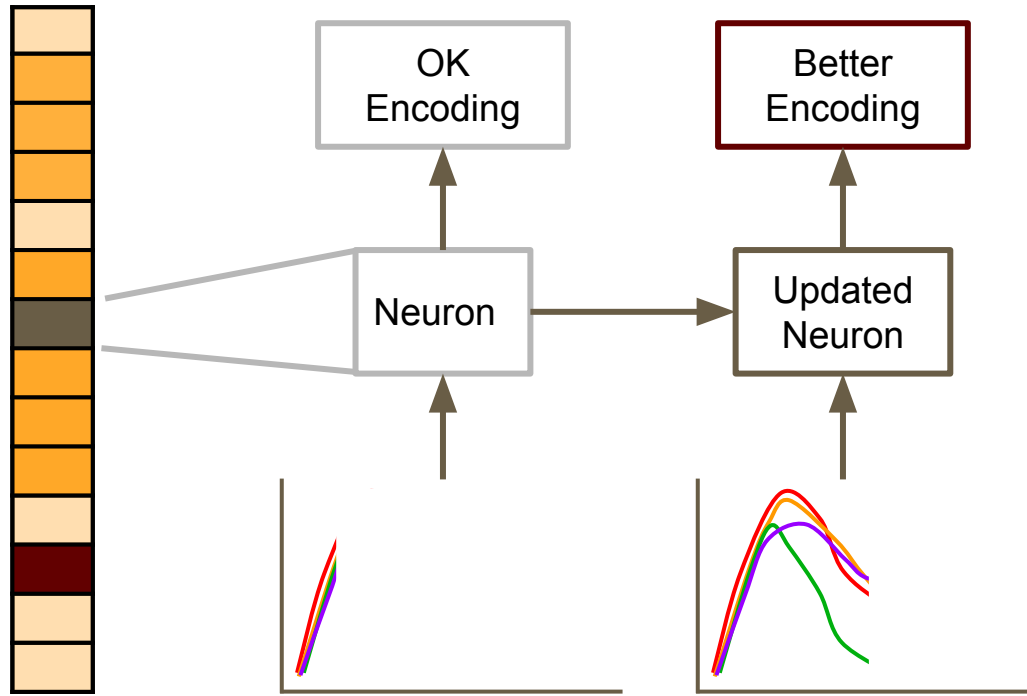 OK
Encoding
Better
Encoding
Neuron
Updated
Neuron